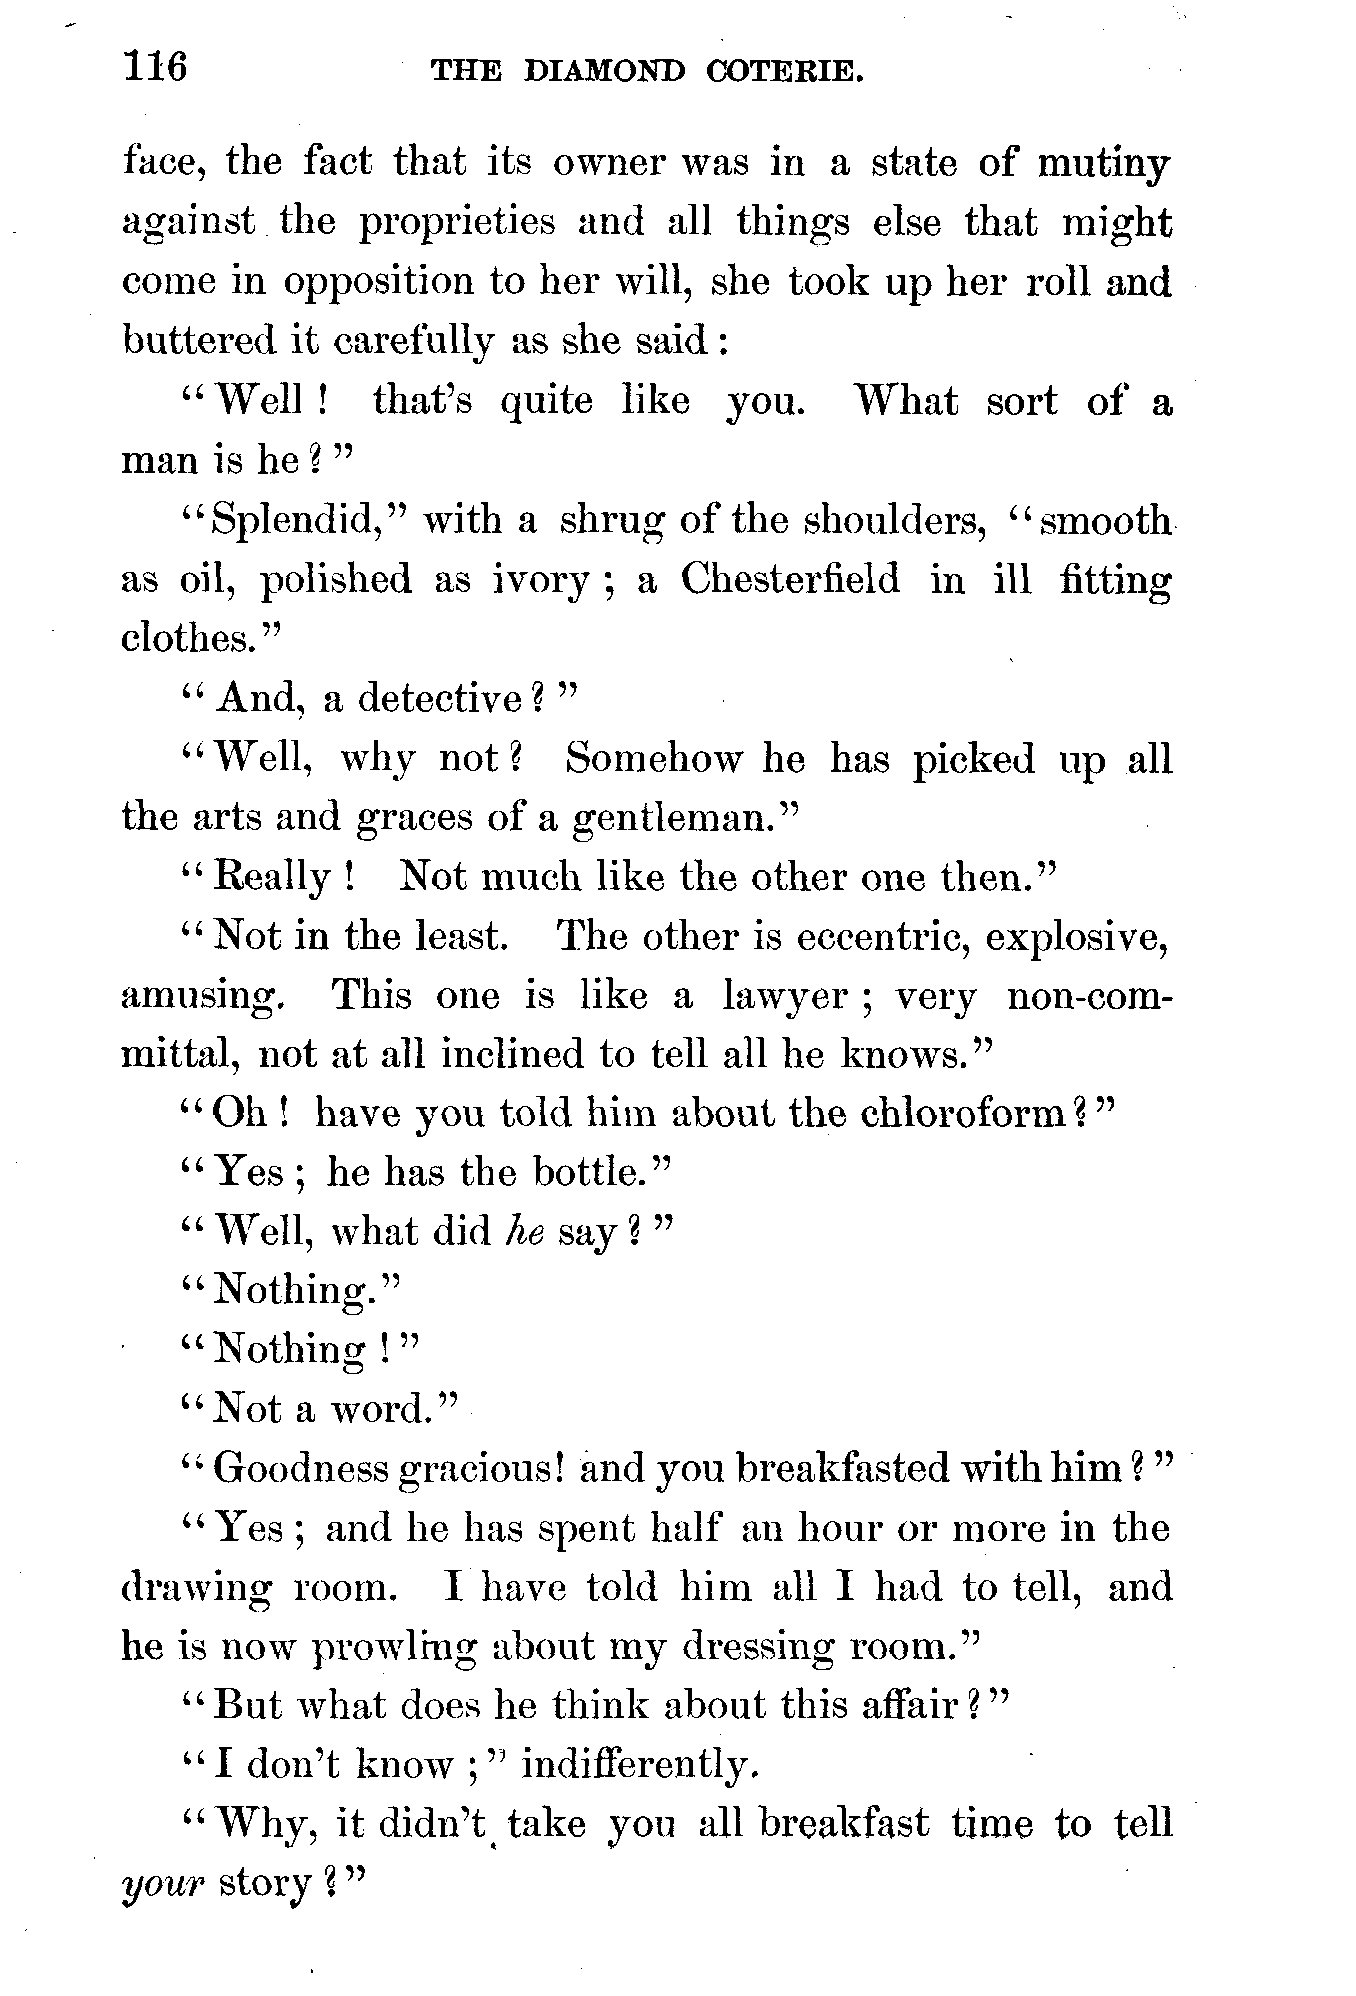 116 THE DIAMOND COTERIE.
face, the fact that its owner was in a state of mutiny
against the proprieties and all things else that might
come in opposition to her will, she took up her roll and
buttered it carefully as she said:
"Well! that's quite like you. What sort of a
man is he?"
"Splendid," with a shrug of the shoulders, "smooth
as oil, polished as ivory; a Chesterfield in ill fitting
clothes."
"And, a detective?"
"Well, why not? Somehow he has picked up all
the arts and graces of a gentleman."
"Really! Not much like the other one then."
"Not in the least. The other is eccentric, explosive,
amusing. This one is like a lawyer; very non-com-
mittal, not at all inclined to tell all he knows."
"Oh! have you told him about the chloroform?"
"Yes; he has the bottle."
"Well, what did he say?"
"Nothing."
"Nothing!"
"Not a word."
"Goodness gracious! and you breakfasted with him?"
"Yes; and he has spent half an hour or more in the
drawing room. I have told him all I had to tell, and
he is now prowling about my dressing room."
"But what does he think about this affair?"
"I don't know;" indifferently.
"Why, it didn't take you all breakfast time to tell
your story?"